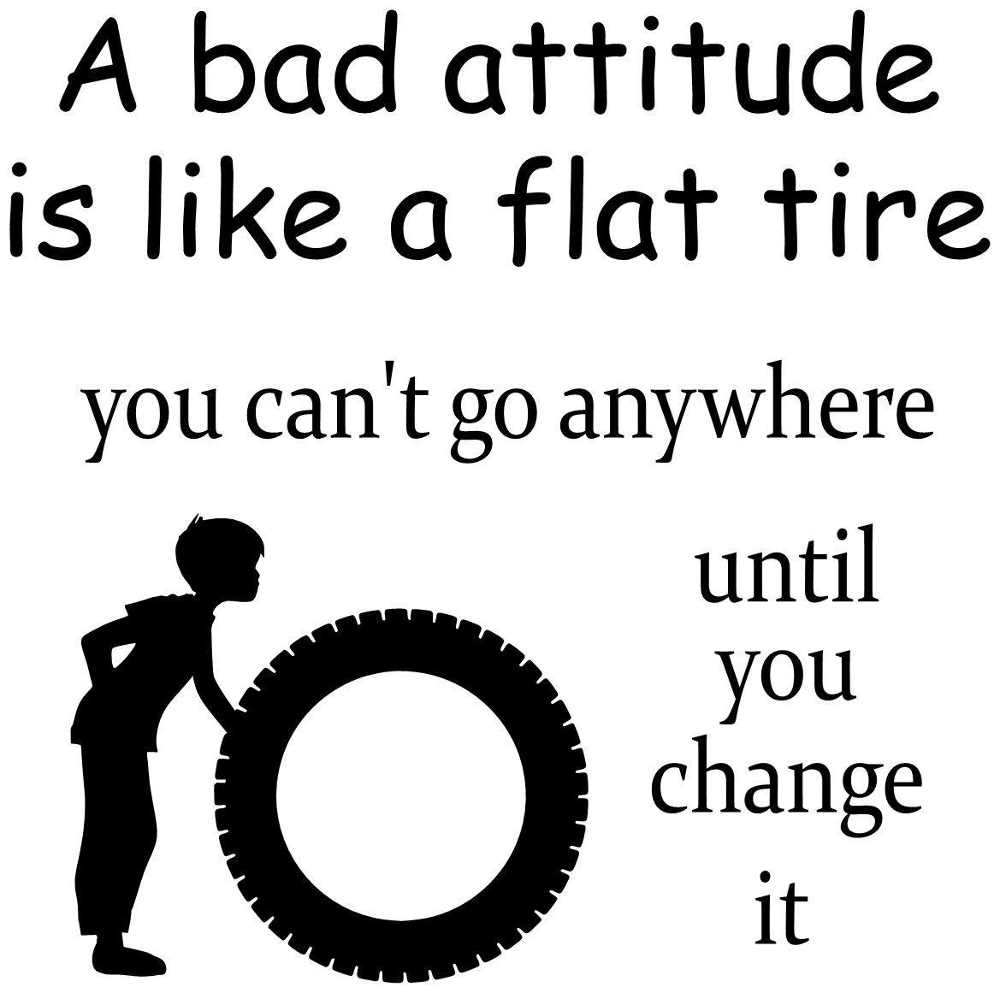 A bad attitude
is like a flat tire
you can't go anywhere
until
you
change
it